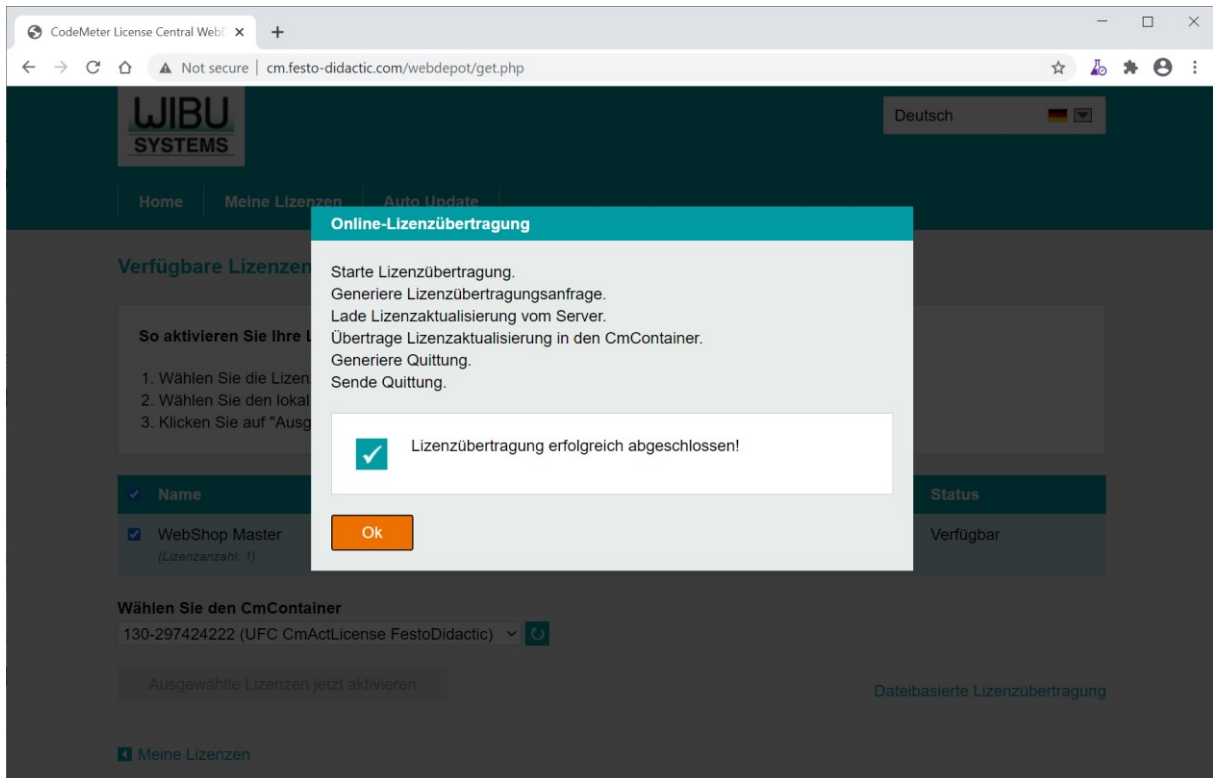 CodeMeter License Central Web
Not secure | cm.festo-didactic.com/webdepot/get.php
WIBU
SYSTEMS
Deutsch
Home Meine Lizenzen Auto Update
Online-Lizenzübertragung
Verfügbare Lizenzen
Starte Lizenzübertragung.
Generiere Lizenzübertragungsanfrage.
Lade Lizenzaktualisierung vom Server.
Übertrage Lizenzaktualisierung in den CmContainer.
Generiere Quittung.
Sende Quittung.
So aktivieren Sie Ihre
1. Wählen Sie die
2. Wählen Sie den
3. Klicken Sie auf
Lizenzübertragung erfolgreich abgeschlossen!
Ok
Name Status
WebShop Master Verfügbar
(Lizenzanzahl: 1)
Wählen Sie den CmContainer
130-297424222 (UFC CmActLicense FestoDidactic)
Ausgewählte Lizenzen jetzt aktivieren
Dateibasierte Lizenzübertragung
Meine Lizenzen